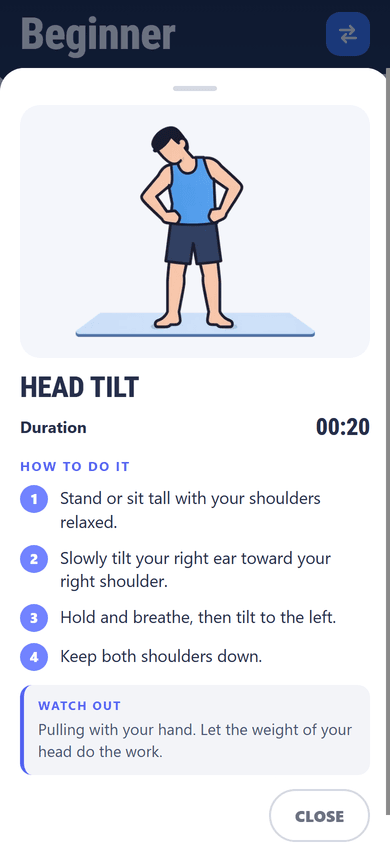 Beginner
HEAD TILT
Duration 00:20
HOW TO DO IT
1 Stand or sit tall with your shoulders
relaxed.
2 Slowly tilt your right ear toward your
right shoulder.
3 Hold and breathe, then tilt to the left.
4 Keep both shoulders down.
WATCH OUT
Pulling with your hand. Let the weight of your
head do the work.
CLOSE